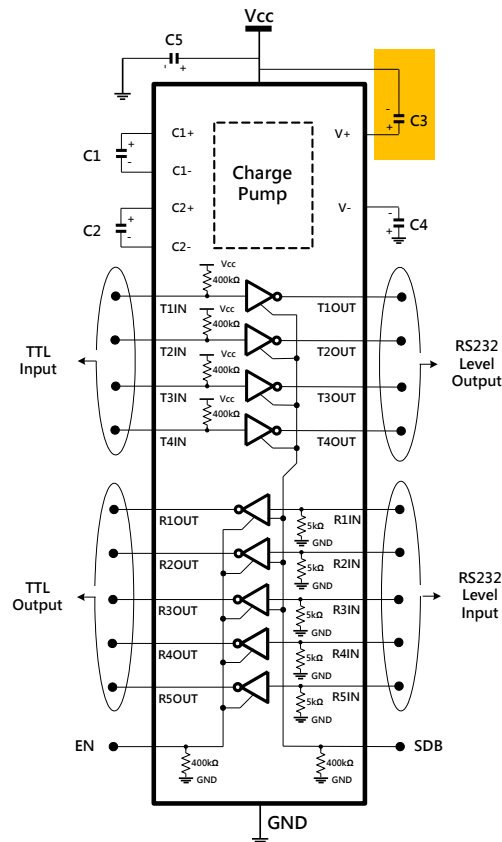 Vcc
C5
' +
-
+
C3
C1
+
-
C1+
C1-
V+
Charge
Pump
C2
+
-
C2+
C2-
V-
-
+
C4
Vcc
400kΩ
T1IN
T1OUT
Vcc
400kΩ
T2IN
T2OUT
TTL
Input
RS232
Level
Output
Vcc
400kΩ
T3IN
T3OUT
Vcc
400kΩ
T4IN
T4OUT
R1OUT
R1IN
5kΩ
GND
R2OUT
R2IN
5kΩ
GND
TTL
Output
RS232
Level
Input
R3OUT
R3IN
5kΩ
GND
R4OUT
R4IN
5kΩ
GND
R5OUT
R5IN
5kΩ
GND
EN
SDB
400kΩ
GND
400kΩ
GND
GND